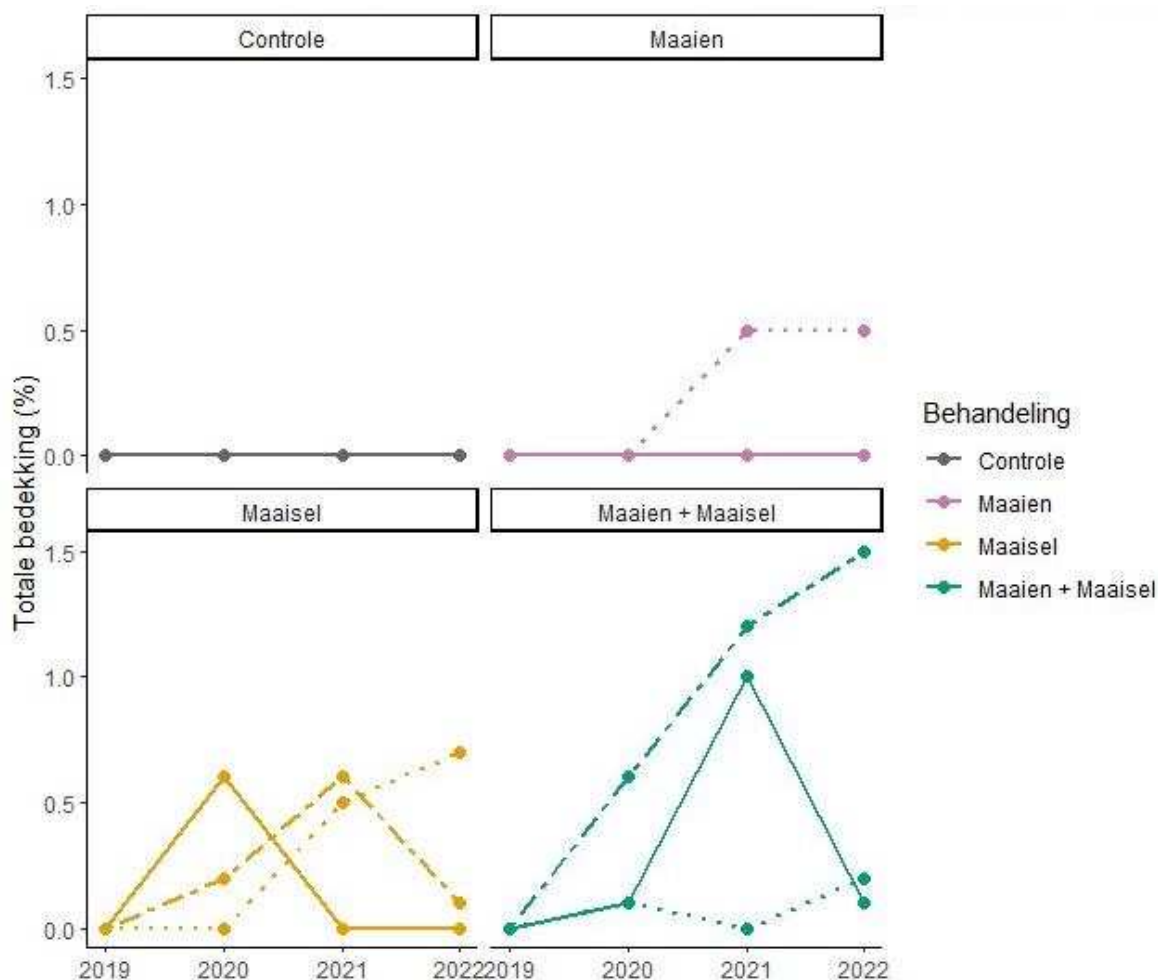 Controle
Maaien
1.5
1.0
0.5
0.0
Totale bedekking (%)
Maaisel
Maaien + Maaisel
1.5
1.0
0.5
0.0
2019
2020
2021
2022
2019
2020
2021
2022
Behandeling
Controle
Maaien
Maaisel
Maaien + Maaisel